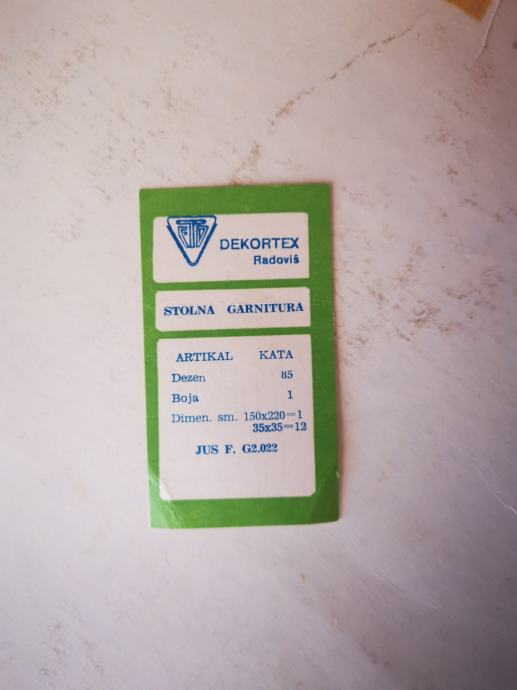 DEKORTEX
Radoviš
STOLNA GARNITURA
ARTIKAL KATA
Dezen 85
Boja 1
Dimen. sm. 150x220=1
35x35=12
JUS F. G2.022